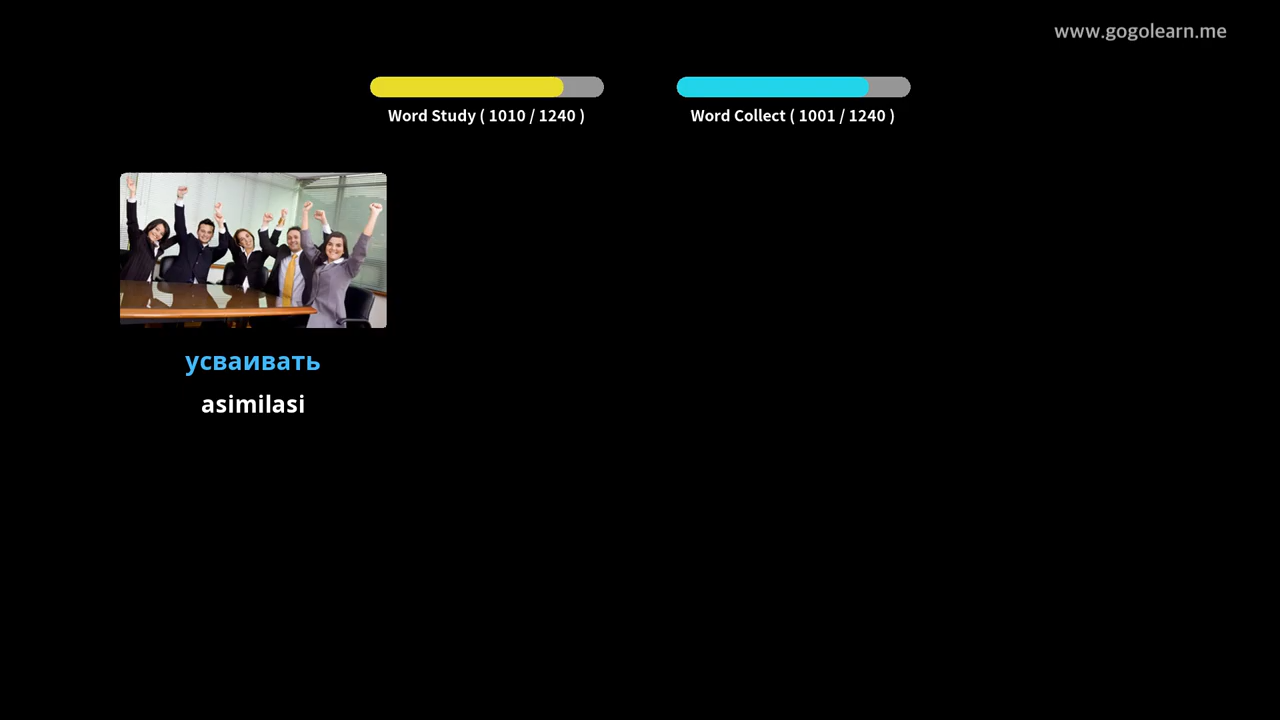 www.gogolearn.me
Word Study ( 1010 / 1240 )
Word Collect ( 1001 / 1240 )
усваивать
asimilasi